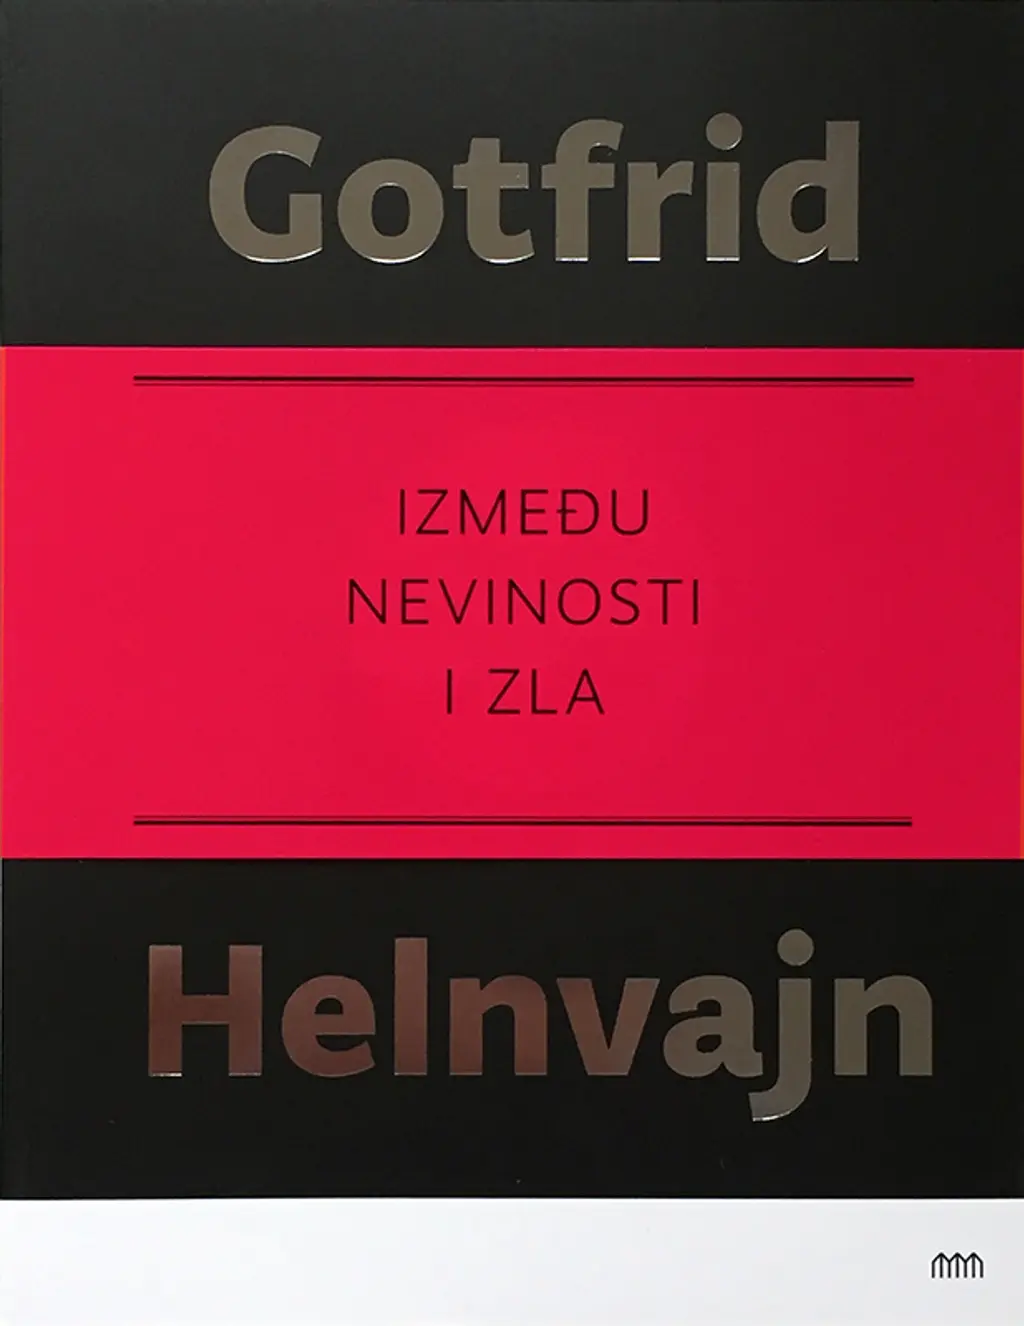 Gotfrid
IZMEĐU
NEVINOSTI
I ZLA
Helnvajn